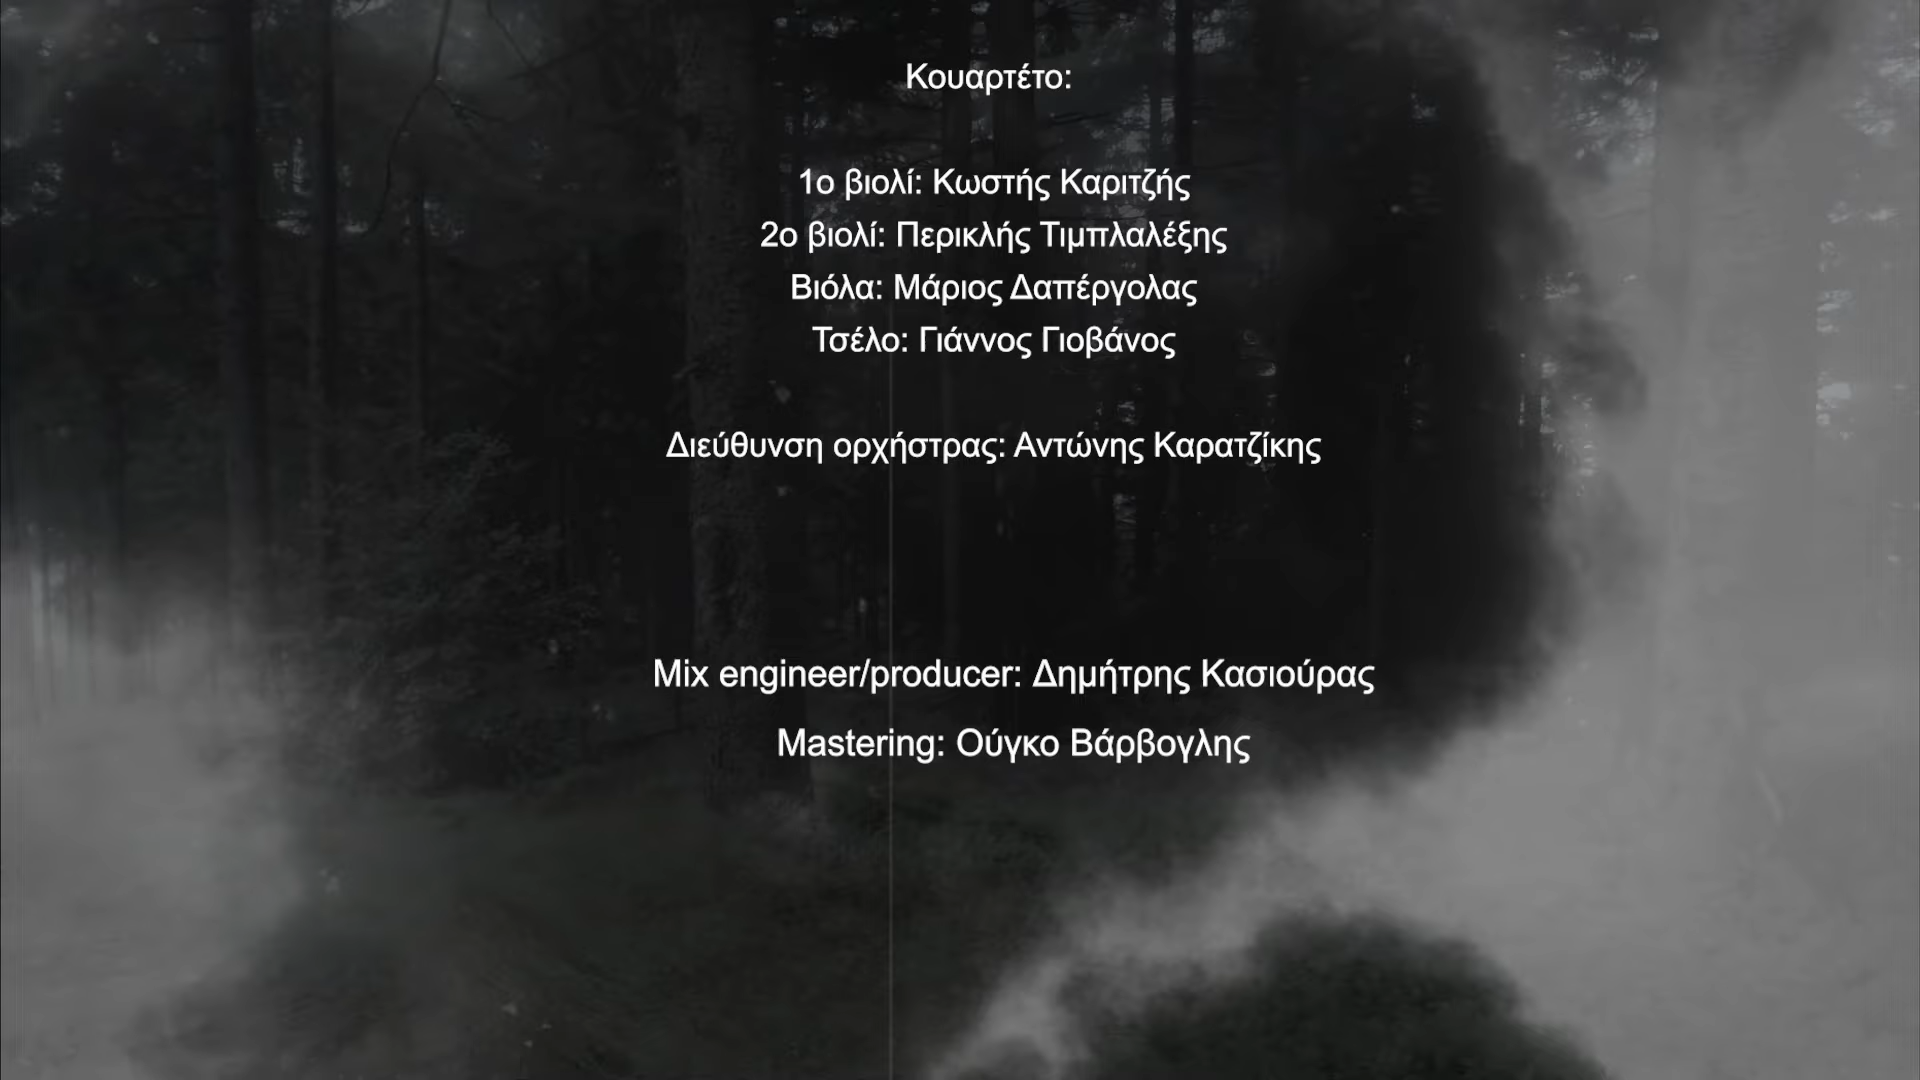 Κουαρτέτο:
1ο βιολί: Κωστής Καριτζής
2ο βιολί: Περικλής Τιμπλαλέξης
Βιόλα: Μάριος Δαπέργολας
Τσέλο: Γιάννος Γιοβάνος
Διεύθυνση ορχήστρας: Αντώνης Καρατζίκης
Mix engineer/producer: Δημήτρης Κασιούρας
Mastering: Ούγκο Βάρβογλης